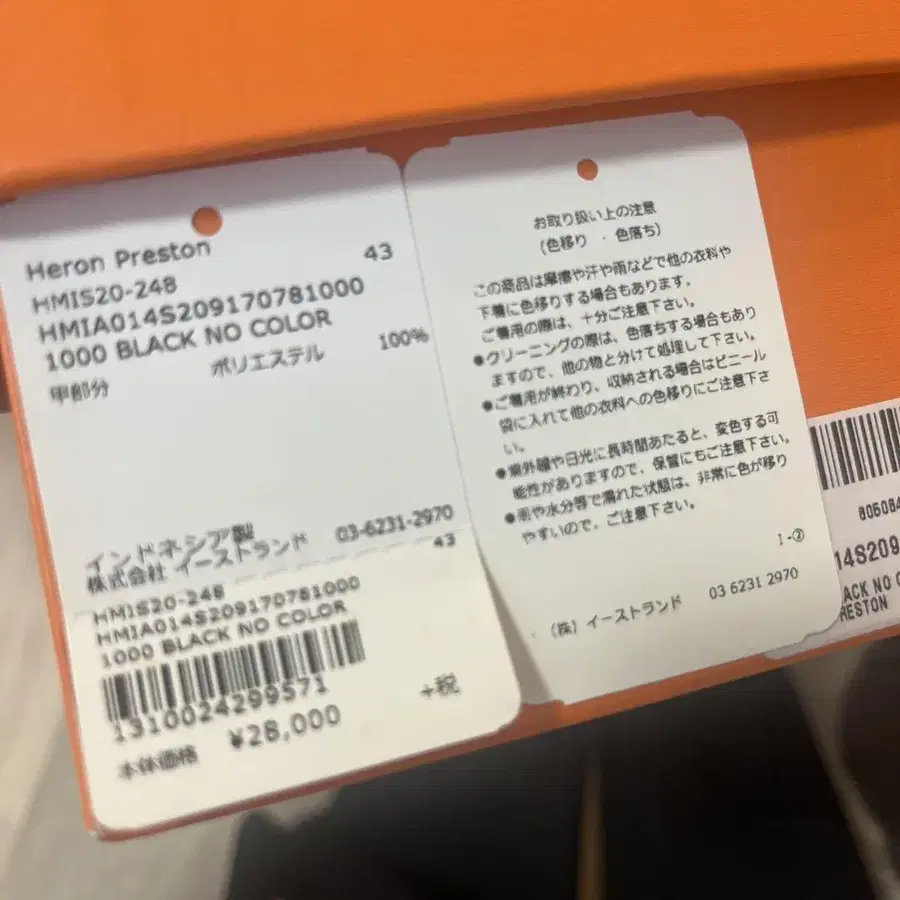 Heron Preston 43
HMIS20-248
HMIA014S209170781000
1000 BLACK NO COLOR
甲部分 ポリエステル 100%
インドネシア製
株式会社 イーストランド 03-6231-2970
43
HMIS20-248
HMIA014S209170781000
1000 BLACK NO COLOR
1310024299571
+税
本体価格 ¥28,000
お取り扱い上の注意
(色移り ・ 色落ち)
この商品は摩擦や汗や雨などで他の衣料や
下着に色移りする場合もあります。
ご着用の際は、十分ご注意下さい。
●クリーニングの際は、色落ちする場合もあり
ますので、他の物と分けて処理して下さい。
●ご着用が終わり、収納される場合はビニール
袋に入れて他の衣料への色移りにご注意下さ
い。
●紫外線や日光に長時間あたると、変色する可
能性がありますので、保管にもご注意下さい。
●雨や水分等で濡れた状態は、非常に色が移り
やすいので、ご注意下さい。
1-②
(株) イーストランド 03 6231 2970
80508
14S209
ACK NO C
RESTON